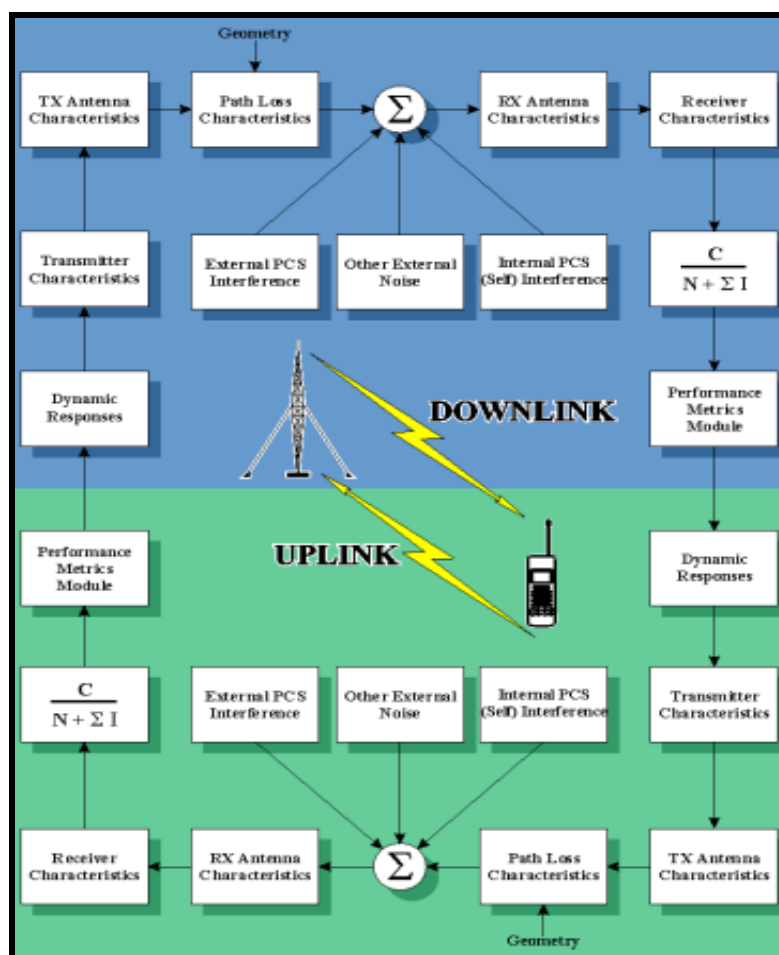 Geometry
TX Antenna
Characteristics
Path Loss
Characteristics
Σ
RX Antenna
Characteristics
Receiver
Characteristics
Transmitter
Characteristics
External PCS
Interference
Other External
Noise
Internal PCS
(Self) Interference
C
N + Σ I
Dynamic
Responses
DOWNLINK
Performance
Metrics
Module
Performance
Metrics
Module
UPLINK
Dynamic
Responses
C
N + Σ I
External PCS
Interference
Other External
Noise
Internal PCS
(Self) Interference
Transmitter
Characteristics
Receiver
Characteristics
RX Antenna
Characteristics
Σ
Path Loss
Characteristics
TX Antenna
Characteristics
Geometry